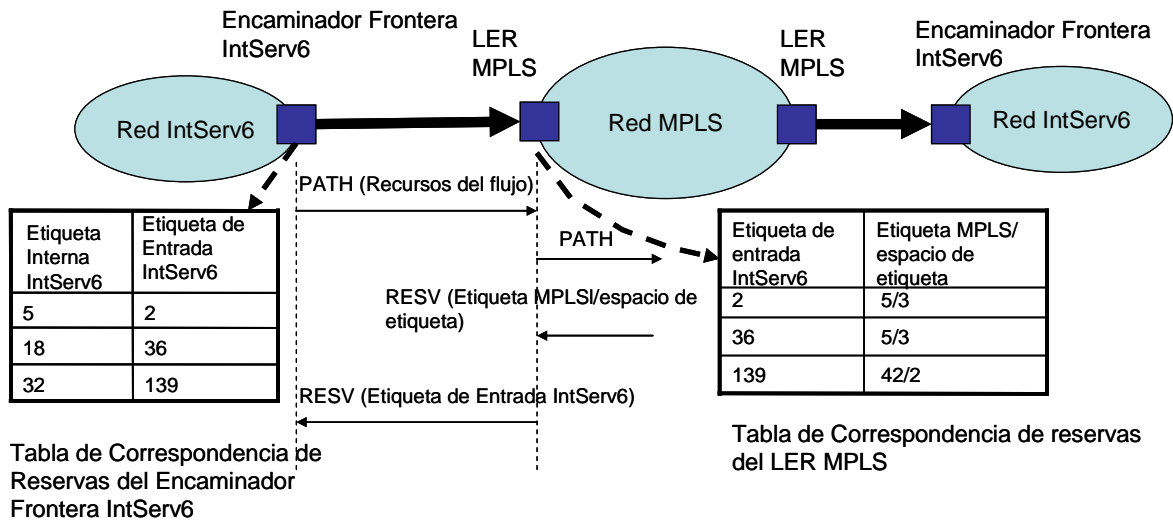 Encaminador Frontera
IntServ6
LER
MPLS
LER
MPLS
Encaminador Frontera
IntServ6
Red IntServ6
Red MPLS
Red IntServ6
PATH (Recursos del flujo)
PATH
RESV (Etiqueta MPLSl/espacio de
etiqueta)
RESV (Etiqueta de Entrada IntServ6)
Etiqueta
Interna
IntServ6
Etiqueta de
Entrada
IntServ6
5
2
18
36
32
139
Tabla de Correspondencia de
Reservas del Encaminador
Frontera IntServ6
Etiqueta de
entrada
IntServ6
Etiqueta MPLS/
espacio de
etiqueta
2
5/3
36
5/3
139
42/2
Tabla de Correspondencia de reservas
del LER MPLS